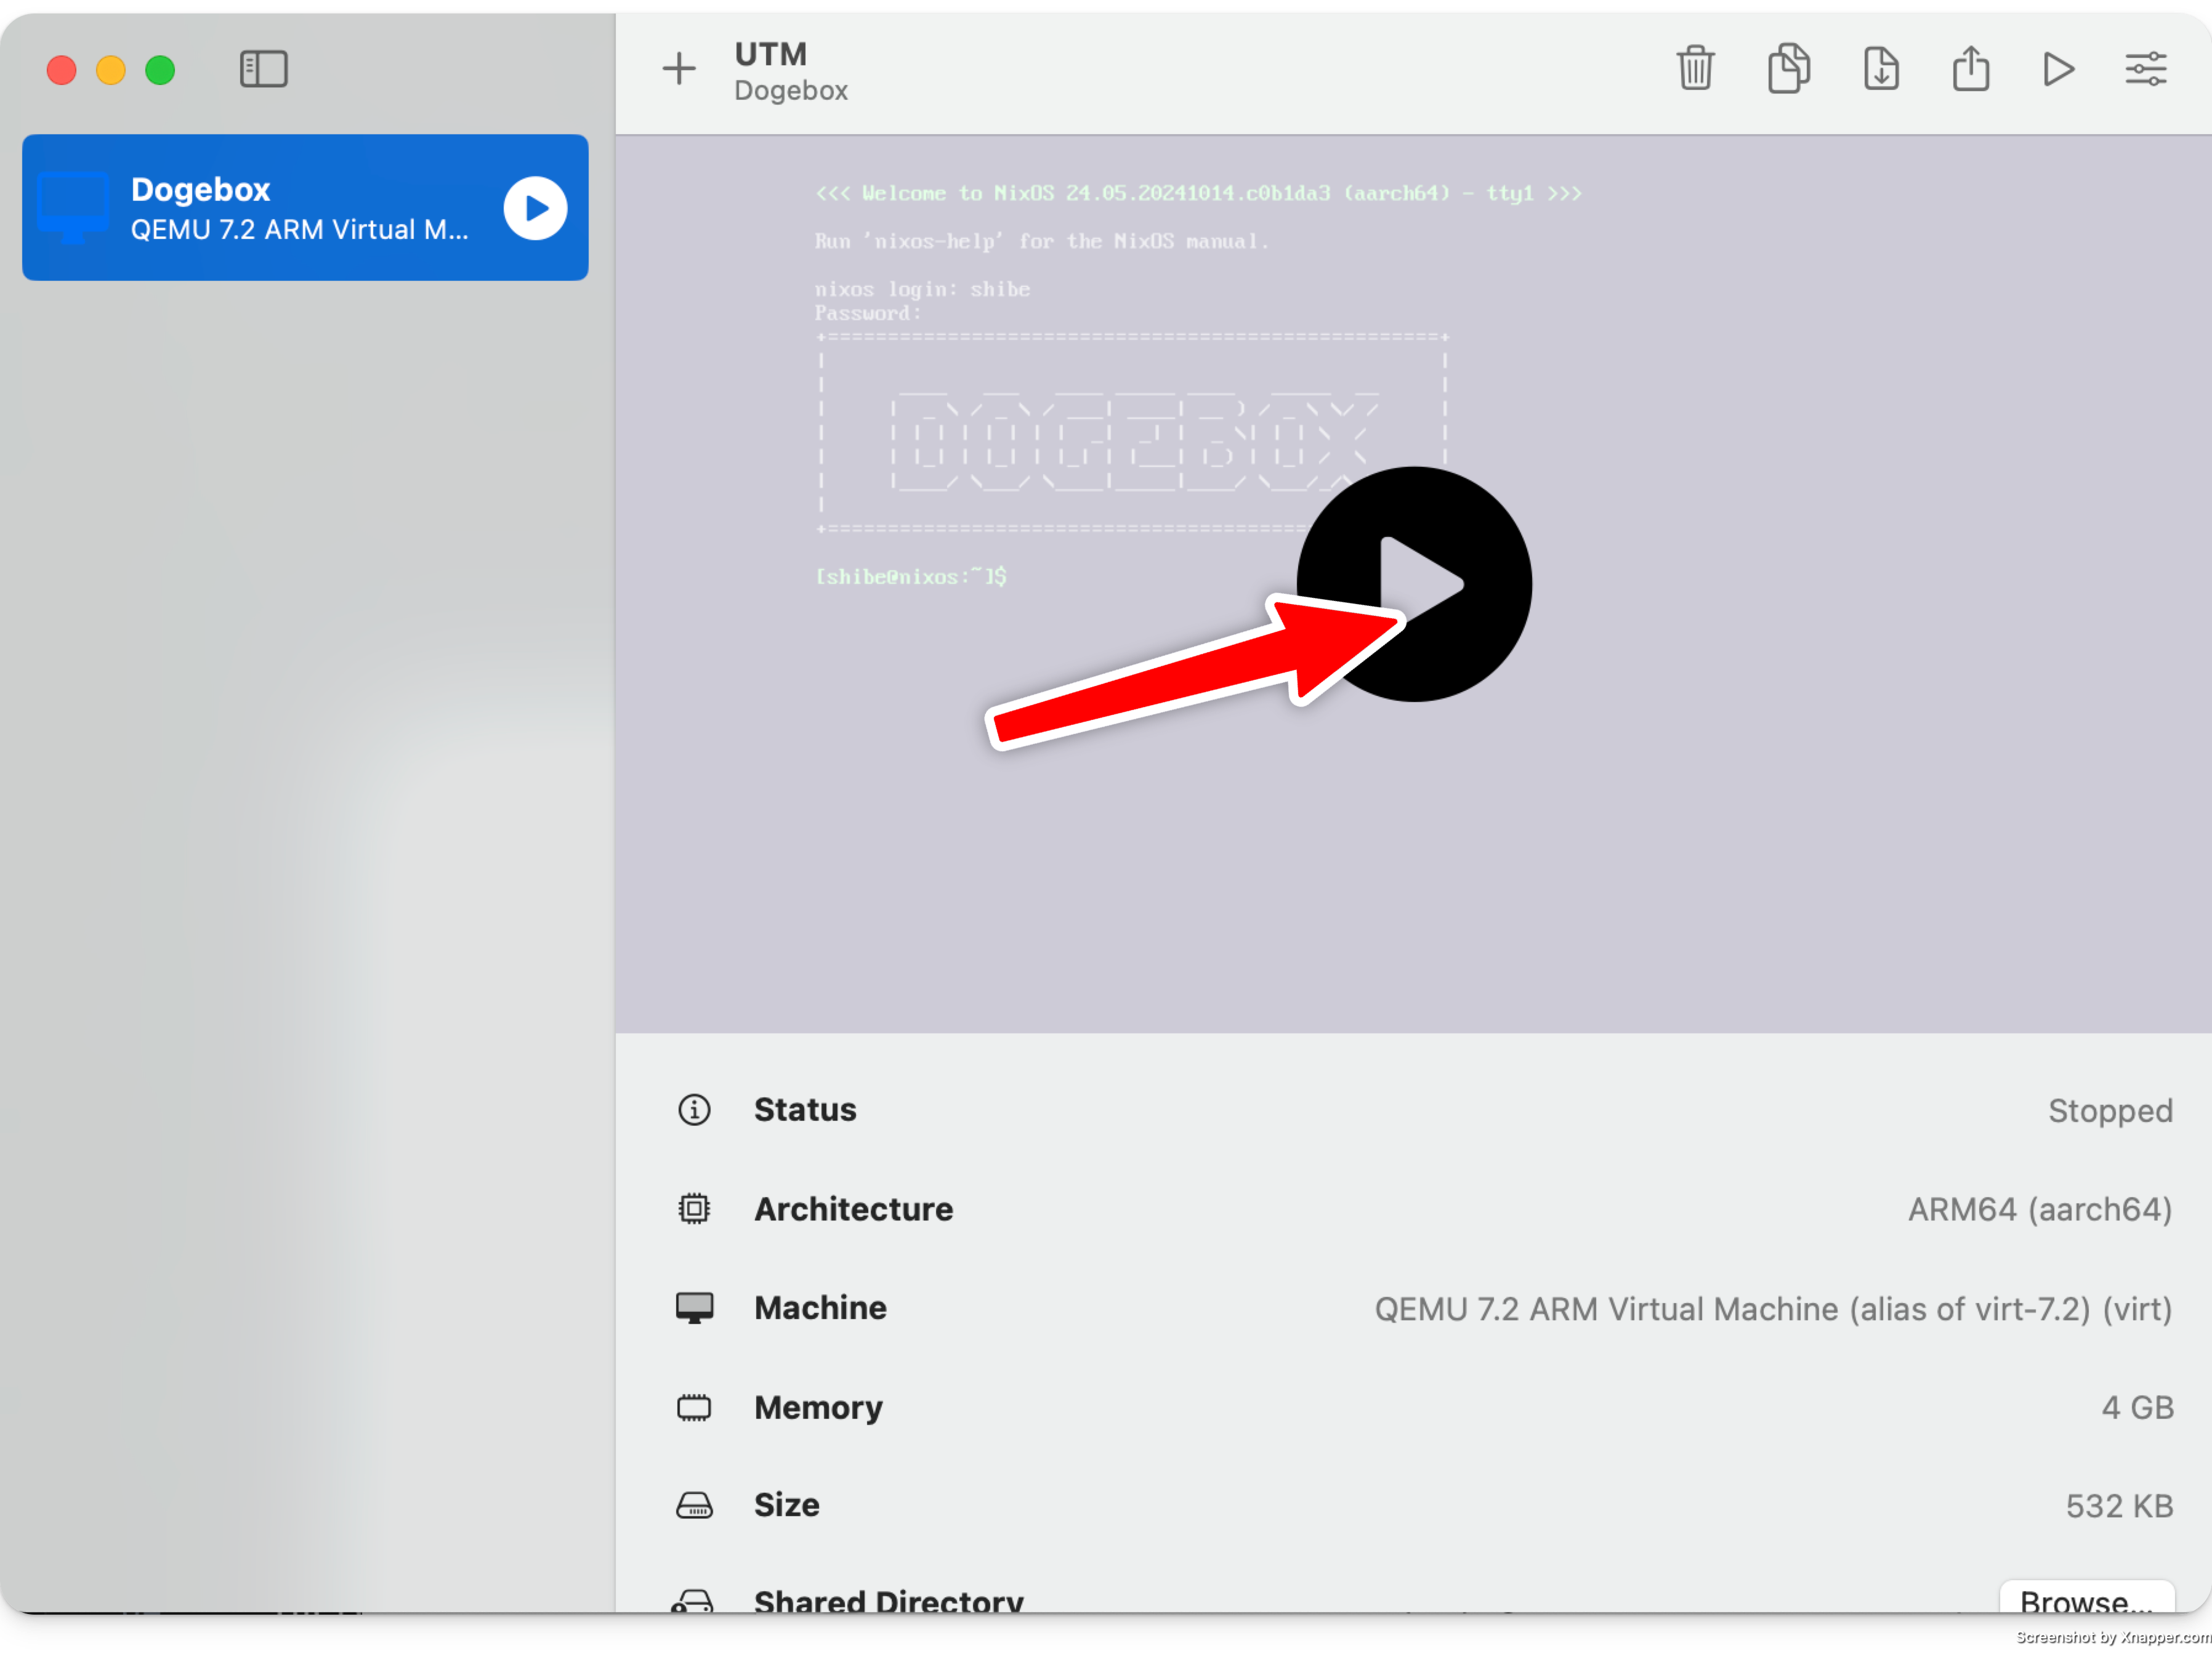 UTM
Dogebox
Dogebox
QEMU 7.2 ARM Virtual M...
<<< Welcome to NixOS 24.05.20241014.c0b1da3 (aarch64) - tty1 >>>
Run 'nixos-help' for the NixOS manual.
nixos login: shibe
Password:
DOGEBOX
[shibe@nixos:~]$
Status
Stopped
Architecture
ARM64 (aarch64)
Machine
QEMU 7.2 ARM Virtual Machine (alias of virt-7.2) (virt)
Memory
4 GB
Size
532 KB
Shared Directory
Browse...
Screenshot by Xnapper.com